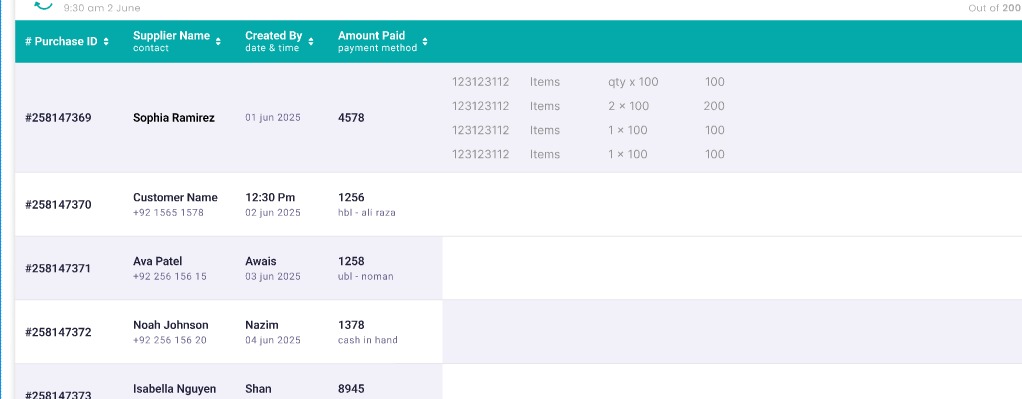 9:30 am 2 June
Out of 200
# Purchase ID
Supplier Name
contact
Created By
date & time
Amount Paid
payment method
#258147369
Sophia Ramirez
01 jun 2025
4578
123123112 Items qty x 100 100
123123112 Items 2 × 100 200
123123112 Items 1 × 100 100
123123112 Items 1 × 100 100
#258147370
Customer Name
+92 1565 1578
12:30 Pm
02 jun 2025
1256
hbl - ali raza
#258147371
Ava Patel
+92 256 156 15
Awais
03 jun 2025
1258
ubl - noman
#258147372
Noah Johnson
+92 256 156 20
Nazim
04 jun 2025
1378
cash in hand
#258147373
Isabella Nguyen
Shan
8945